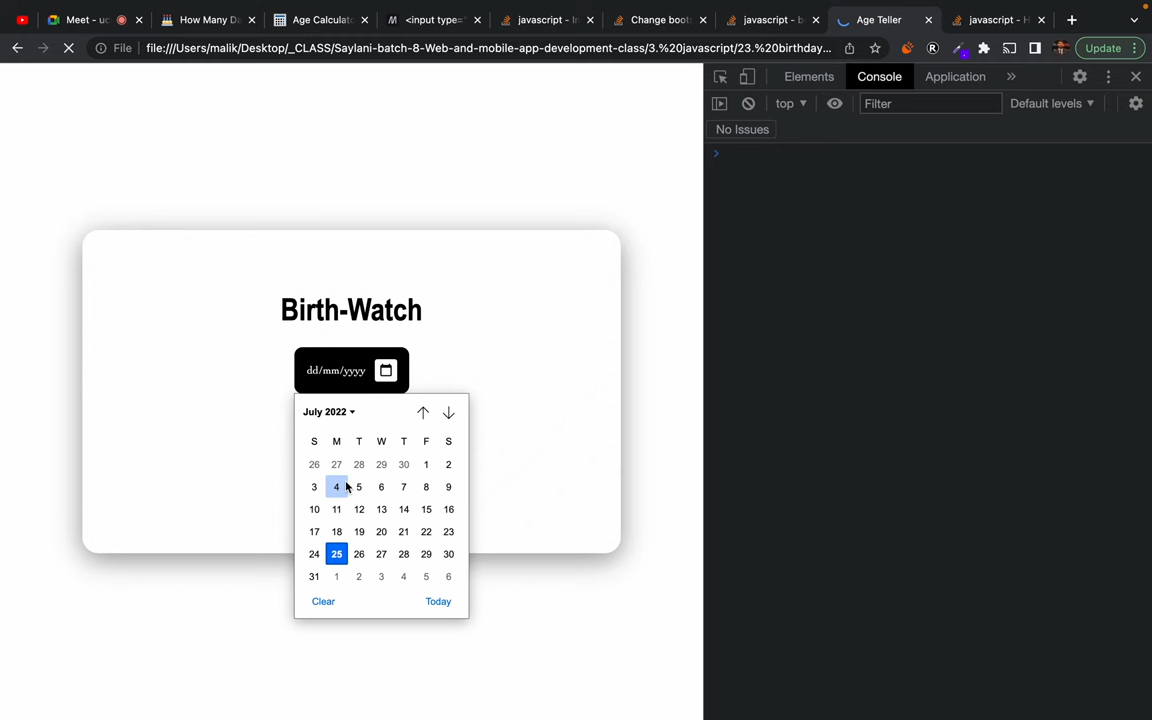 Meet - uc
How Many Da
Age Calculato
<input type="
javascript - In
Change boots
javascript - be
Age Teller
javascript - H
File
file:///Users/malik/Desktop/_CLASS/Saylani-batch-8-Web-and-mobile-app-development-class/3.%20javascript/23.%20birthday...
Update
Elements
Console
Application
top
Filter
Default levels
No Issues
Birth-Watch
dd/mm/yyyy
July 2022
S M T W T F S
26 27 28 29 30 1 2
3 4 5 6 7 8 9
10 11 12 13 14 15 16
17 18 19 20 21 22 23
24 25 26 27 28 29 30
31 1 2 3 4 5 6
Clear
Today